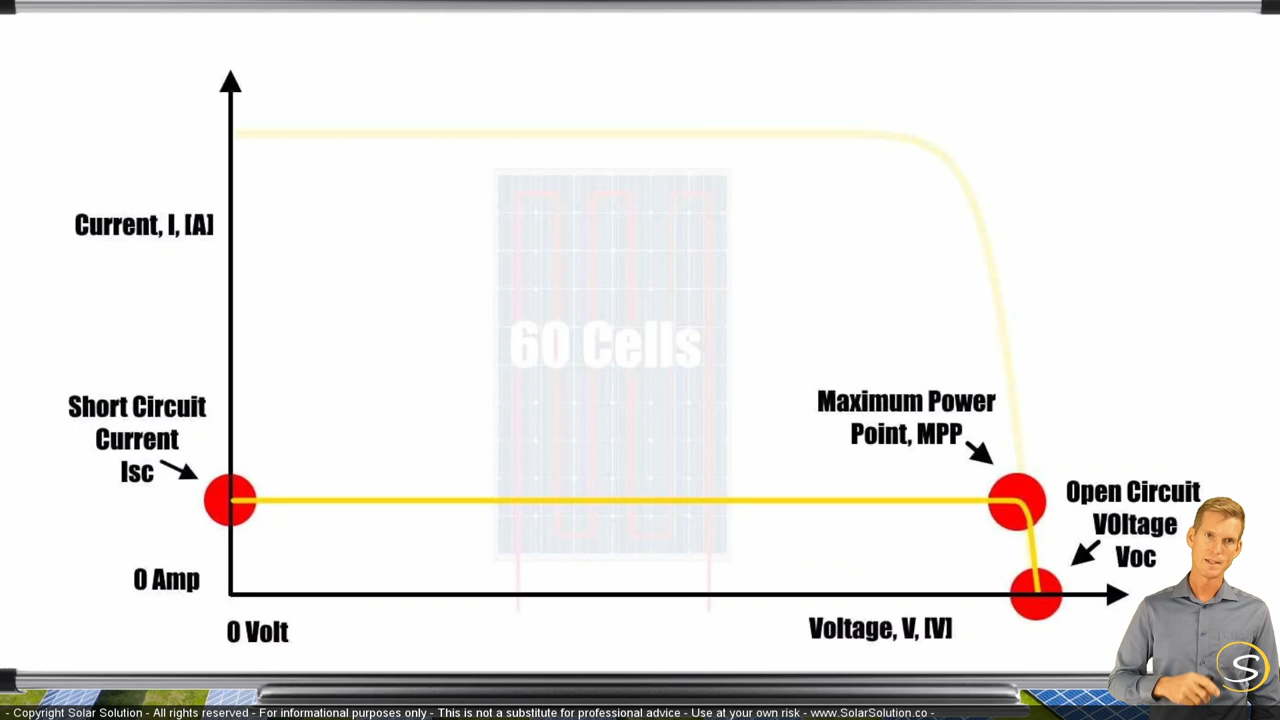 Current, I, [A]
60 Cells
Short Circuit
Current
Isc
Maximum Power
Point, MPP
Open Circuit
VOltage
Voc
0 Amp
0 Volt
Voltage, V, [V]
S
- Copyright Solar Solution - All rights reserved - For informational purposes only - This is not a substitute for professional advice - Use at your own risk - www.SolarSolution.co -